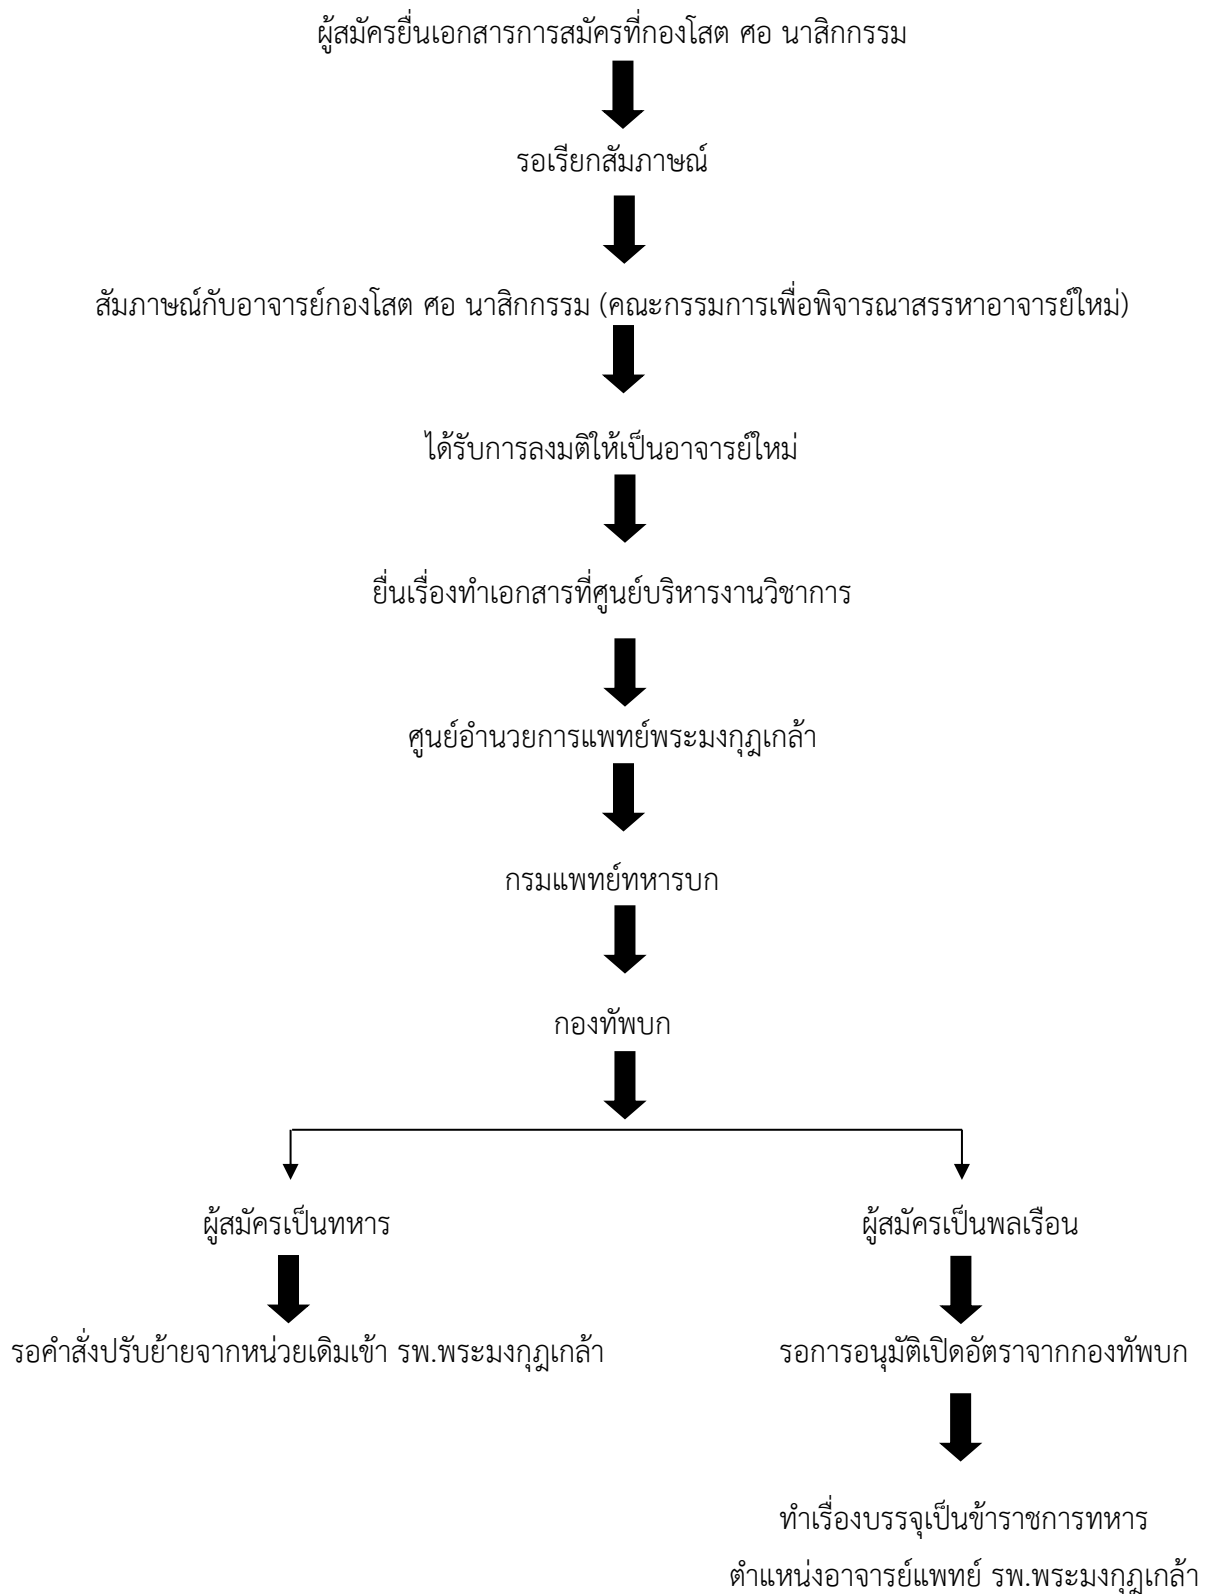 ผู้สมัครยื่นเอกสารการสมัครที่กองโสต ศอ นาสิกกรรม
รอเรียกสัมภาษณ์
สัมภาษณ์กับอาจารย์กองโสต ศอ นาสิกกรรม (คณะกรรมการเพื่อพิจารณาสรรหาอาจารย์ใหม่)
ได้รับการลงมติให้เป็นอาจารย์ใหม่
ยื่นเรื่องทำเอกสารที่ศูนย์บริหารงานวิชาการ
ศูนย์อำนวยการแพทย์พระมงกุฎเกล้า
กรมแพทย์ทหารบก
กองทัพบก
ผู้สมัครเป็นทหาร
ผู้สมัครเป็นพลเรือน
รอคำสั่งปรับย้ายจากหน่วยเดิมเข้า รพ.พระมงกุฎเกล้า
รอการอนุมัติเปิดอัตราจากกองทัพบก
ทำเรื่องบรรจุเป็นข้าราชการทหาร
ตำแหน่งอาจารย์แพทย์ รพ.พระมงกุฎเกล้า